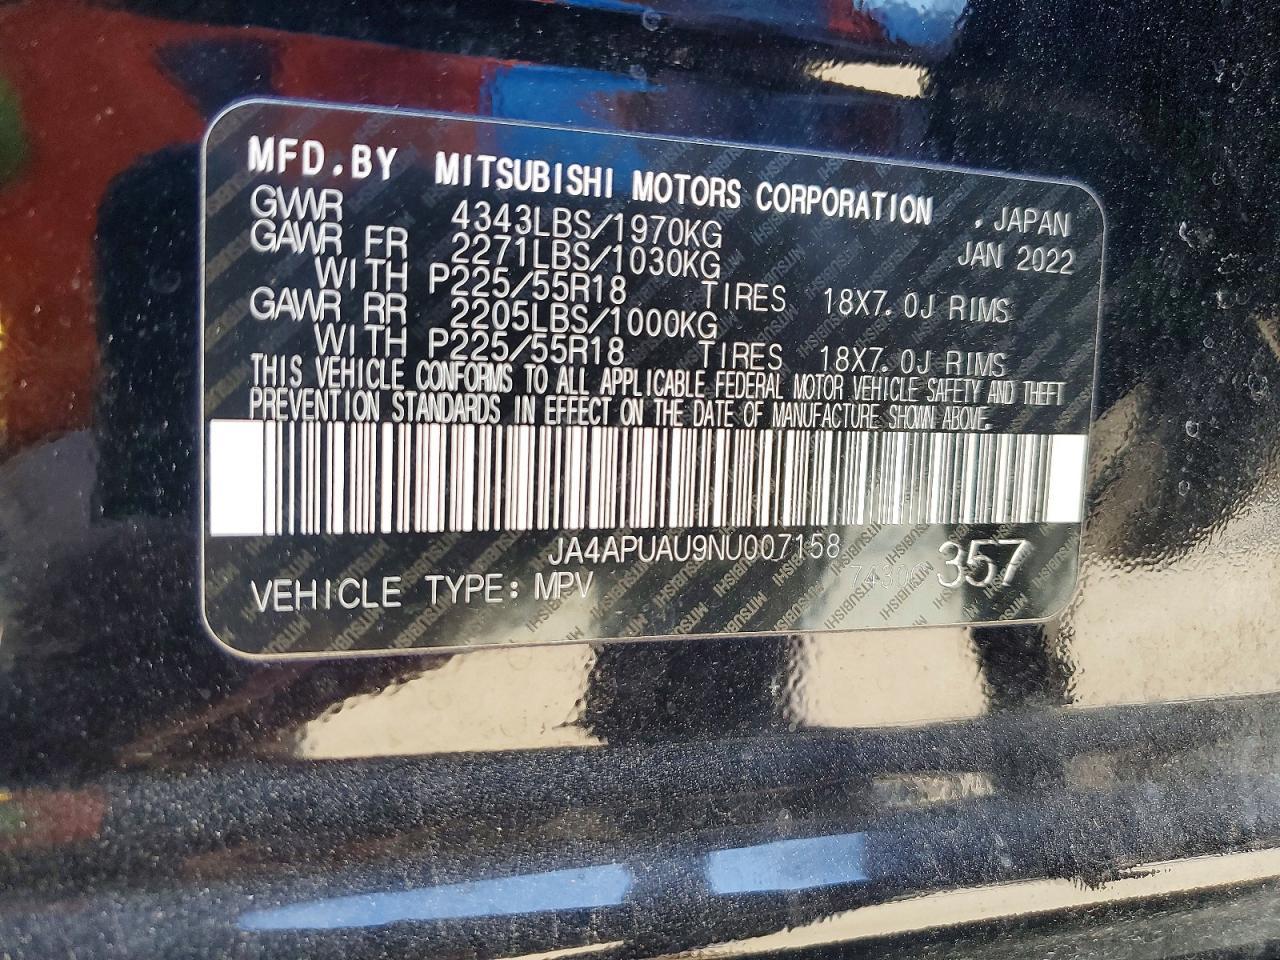 MFD.BY MITSUBISHI MOTORS CORPORATION , JAPAN
GVWR 4343LBS/1970KG JAN 2022
GAWR FR 2271LBS/1030KG
WITH P225/55R18 TIRES 18X7.0J RIMS
GAWR RR 2205LBS/1000KG
WITH P225/55R18 TIRES 18X7.0J RIMS
THIS VEHICLE CONFORMS TO ALL APPLICABLE FEDERAL MOTOR VEHICLE SAFETY AND THEFT
PREVENTION STANDARDS IN EFFECT ON THE DATE OF MANUFACTURE SHOWN ABOVE.
JA4APUAU9NU007158
VEHICLE TYPE: MPV 357